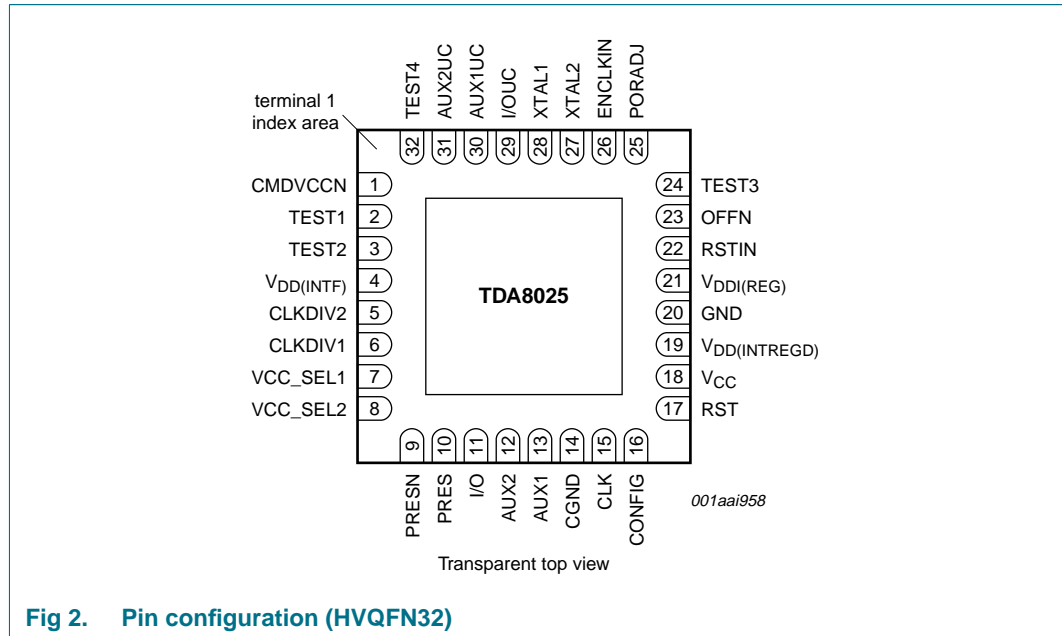 TEST4
AUX2UC
AUX1UC
I/OUC
XTAL1
XTAL2
ENCLKIN
PORADJ
terminal 1
index area
32 31 30 29 28 27 26 25
CMDVCCN 1 24 TEST3
TEST1 2 23 OFFN
TEST2 3 22 RSTIN
VDD(INTF) 4 21 VDDI(REG)
TDA8025
CLKDIV2 5 20 GND
CLKDIV1 6 19 VDD(INTREGD)
VCC_SEL1 7 18 VCC
VCC_SEL2 8 17 RST
9 10 11 12 13 14 15 16
PRESN
PRES
I/O
AUX2
AUX1
CGND
CLK
CONFIG
001aai958
Transparent top view
Fig 2. Pin configuration (HVQFN32)